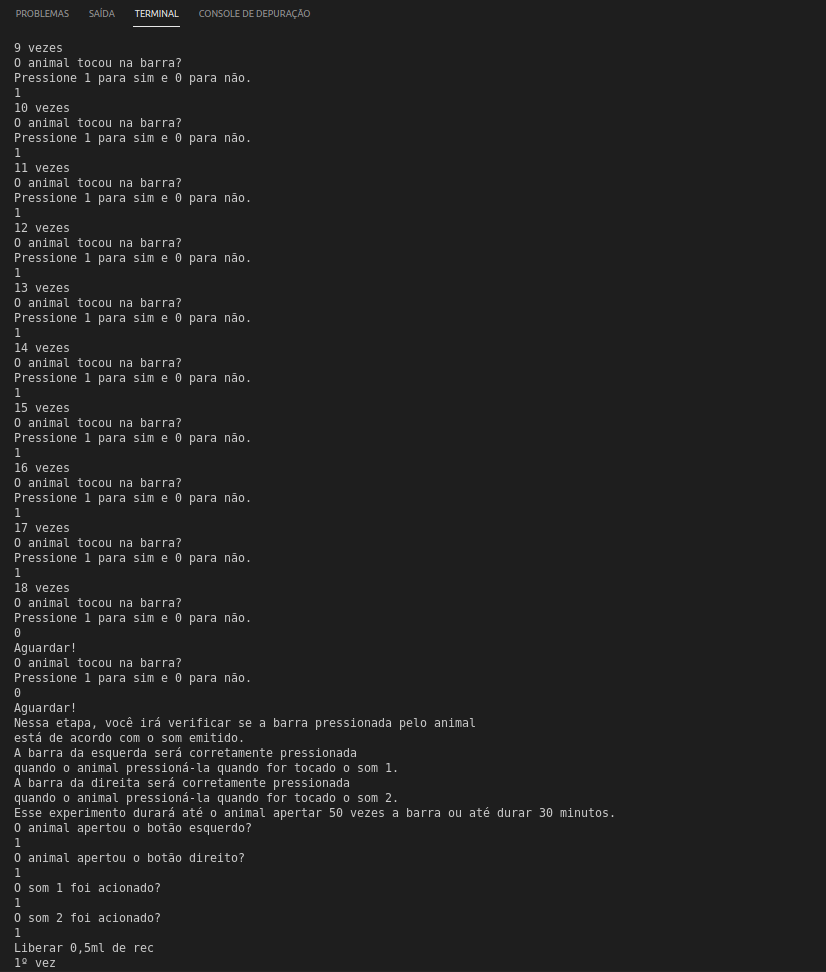 PROBLEMAS SAÍDA TERMINAL CONSOLE DE DEPURAÇÃO
9 vezes
O animal tocou na barra?
Pressione 1 para sim e 0 para não.
1
10 vezes
O animal tocou na barra?
Pressione 1 para sim e 0 para não.
1
11 vezes
O animal tocou na barra?
Pressione 1 para sim e 0 para não.
1
12 vezes
O animal tocou na barra?
Pressione 1 para sim e 0 para não.
1
13 vezes
O animal tocou na barra?
Pressione 1 para sim e 0 para não.
1
14 vezes
O animal tocou na barra?
Pressione 1 para sim e 0 para não.
1
15 vezes
O animal tocou na barra?
Pressione 1 para sim e 0 para não.
1
16 vezes
O animal tocou na barra?
Pressione 1 para sim e 0 para não.
1
17 vezes
O animal tocou na barra?
Pressione 1 para sim e 0 para não.
1
18 vezes
O animal tocou na barra?
Pressione 1 para sim e 0 para não.
0
Aguardar!
O animal tocou na barra?
Pressione 1 para sim e 0 para não.
0
Aguardar!
Nessa etapa, você irá verificar se a barra pressionada pelo animal
está de acordo com o som emitido.
A barra da esquerda será corretamente pressionada
quando o animal pressioná-la quando for tocado o som 1.
A barra da direita será corretamente pressionada
quando o animal pressioná-la quando for tocado o som 2.
Esse experimento durará até o animal apertar 50 vezes a barra ou até durar 30 minutos.
O animal apertou o botão esquerdo?
1
O animal apertou o botão direito?
1
O som 1 foi acionado?
1
O som 2 foi acionado?
1
Liberar 0,5ml de rec
1º vez